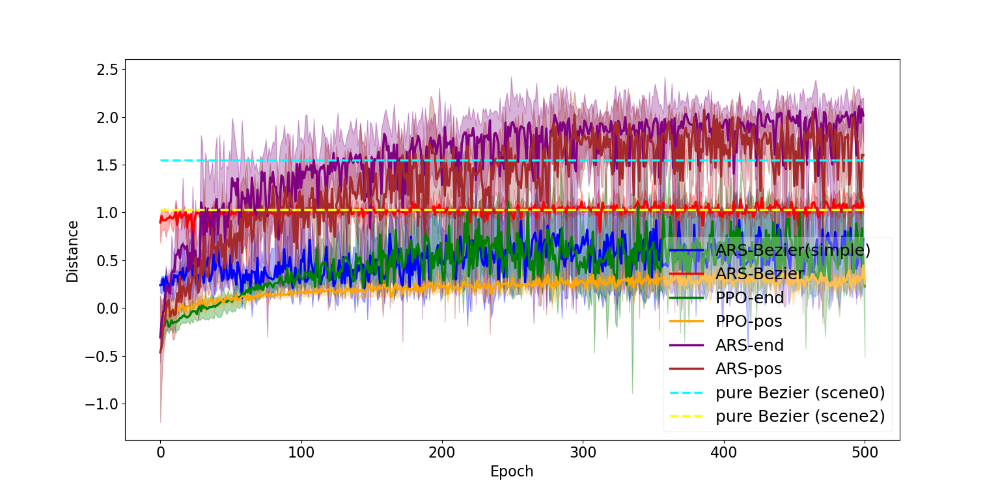 2.5
2.0
1.5
1.0
0.5
0.0
−0.5
−1.0
Distance
0 100 200 300 400 500
Epoch
ARS-Bezier(simple)
ARS-Bezier
PPO-end
PPO-pos
ARS-end
ARS-pos
pure Bezier (scene0)
pure Bezier (scene2)